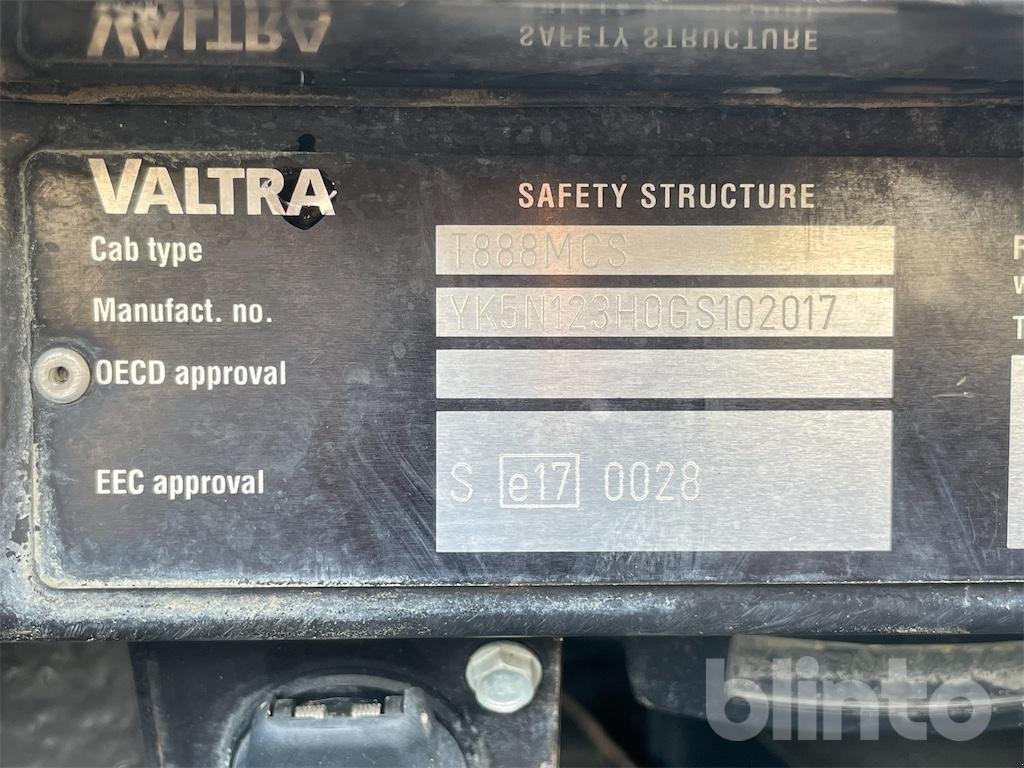 VALTRA SAFETY STRUCTURE
VALTRA SAFETY STRUCTURE
Cab type T888MCS
Manufact. no. YK5N123H0GS102017
OECD approval
EEC approval S e17 0028
F
w
T
blinto